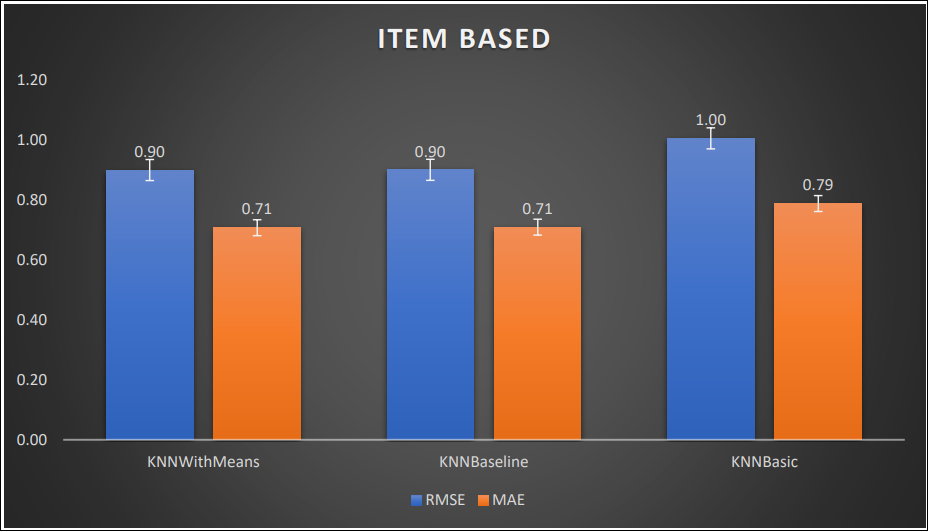 ITEM BASED
1.20
1.00
0.80
0.60
0.40
0.20
0.00
0.90
0.71
0.90
0.71
1.00
0.79
KNNWithMeans
KNNBaseline
KNNBasic
RMSE
MAE